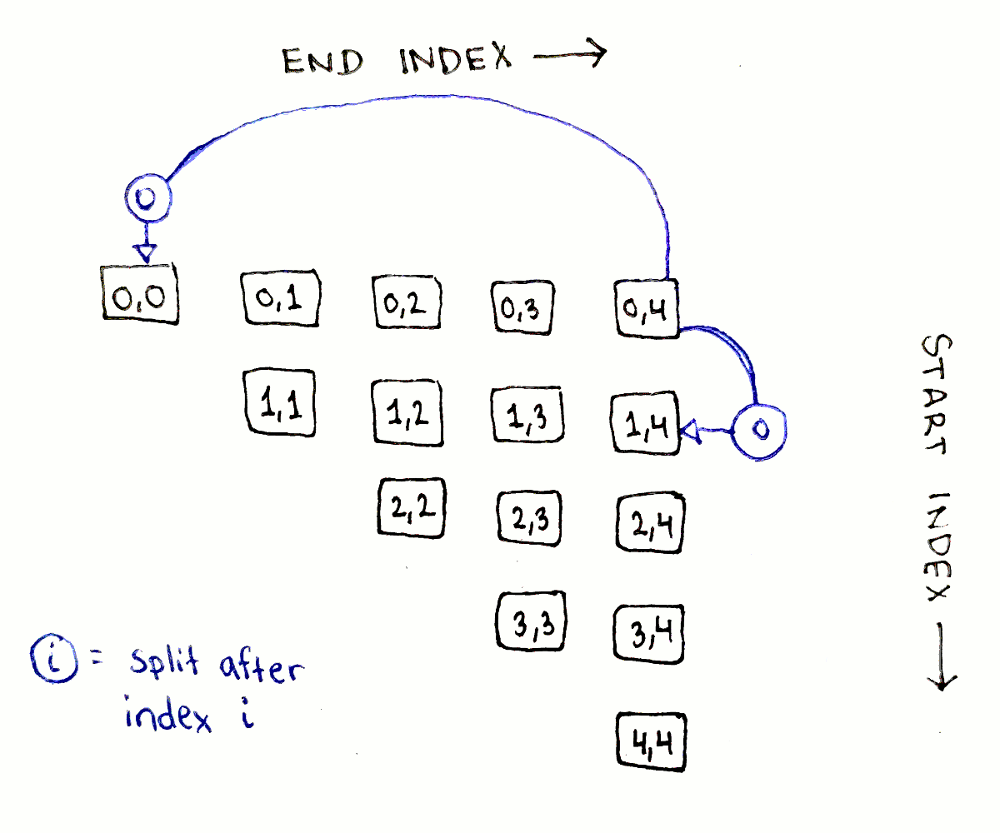 END INDEX →
0
0,0 0,1 0,2 0,3 0,4
1,1 1,2 1,3 1,4 0
2,2 2,3 2,4
3,3 3,4
4,4
START INDEX →
i = split after
index i